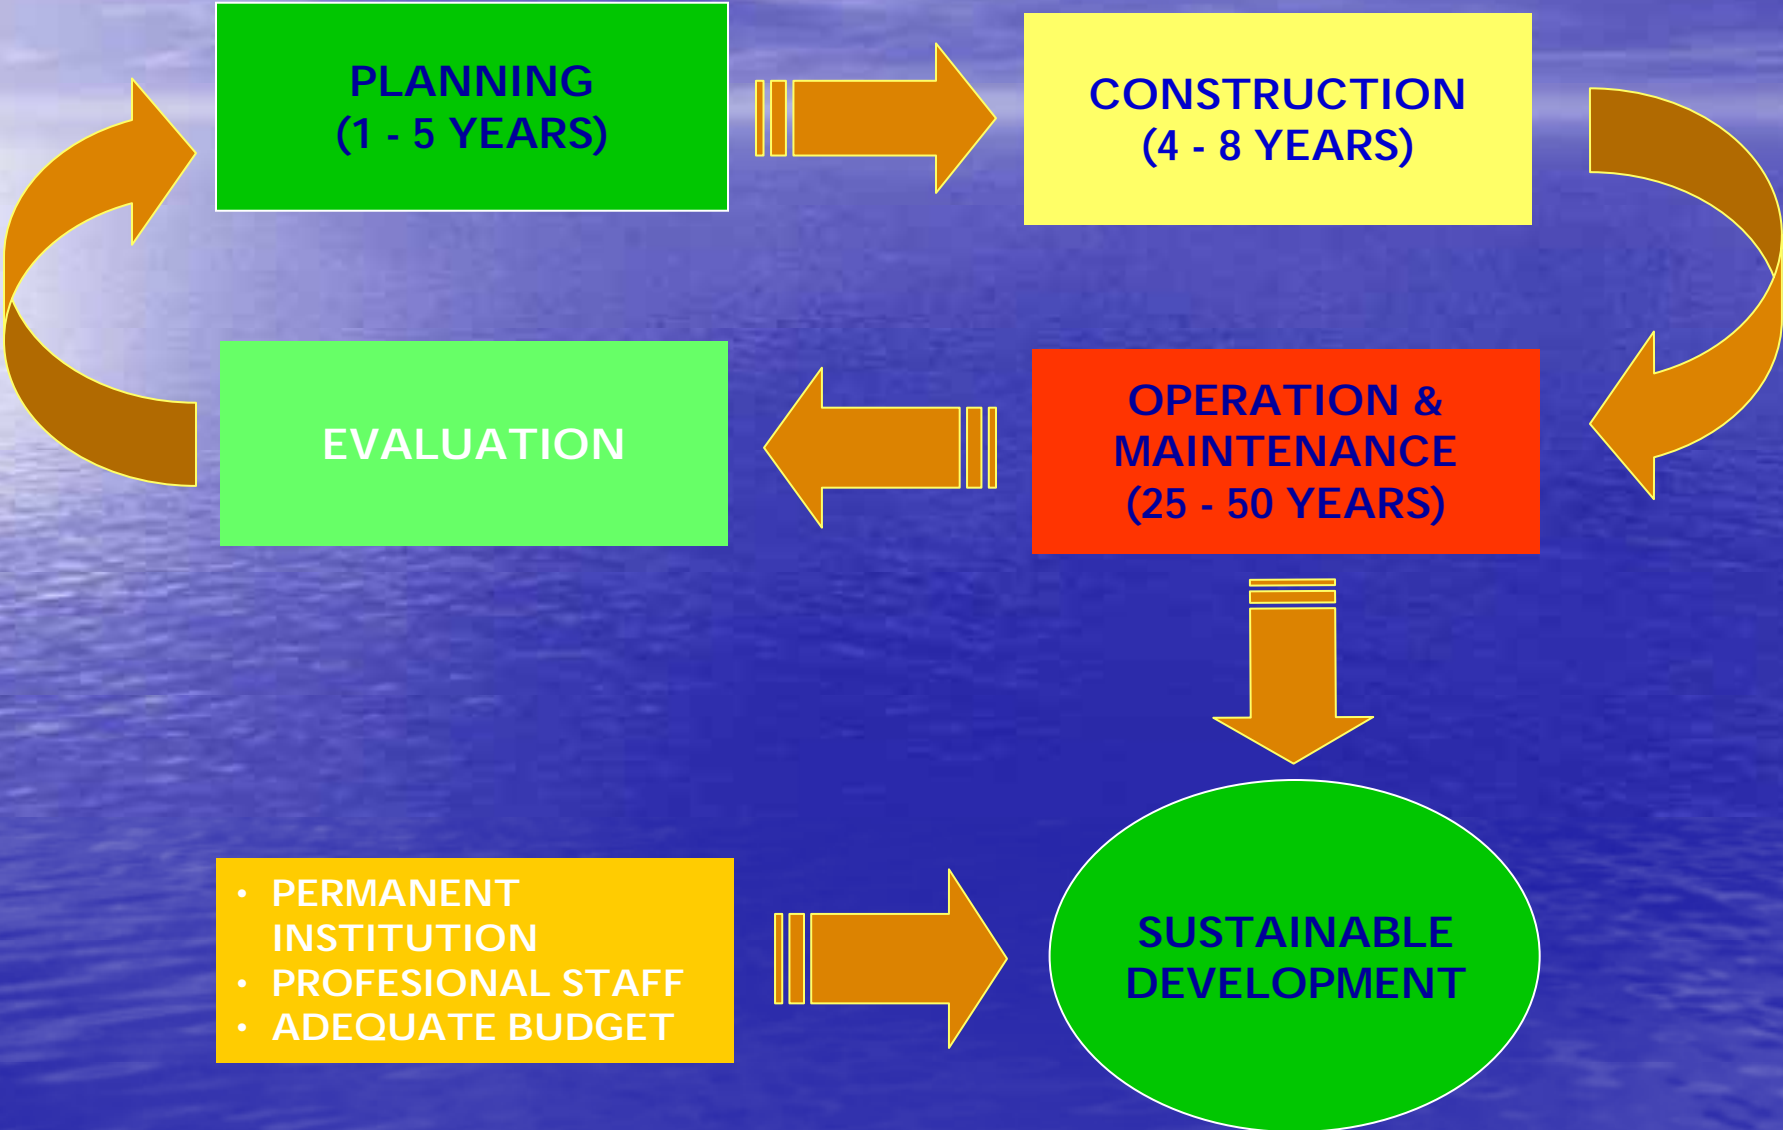 PLANNING
(1 - 5 YEARS)
CONSTRUCTION
(4 - 8 YEARS)
EVALUATION
OPERATION &
MAINTENANCE
(25 - 50 YEARS)
• PERMANENT
INSTITUTION
• PROFESIONAL STAFF
• ADEQUATE BUDGET
SUSTAINABLE
DEVELOPMENT